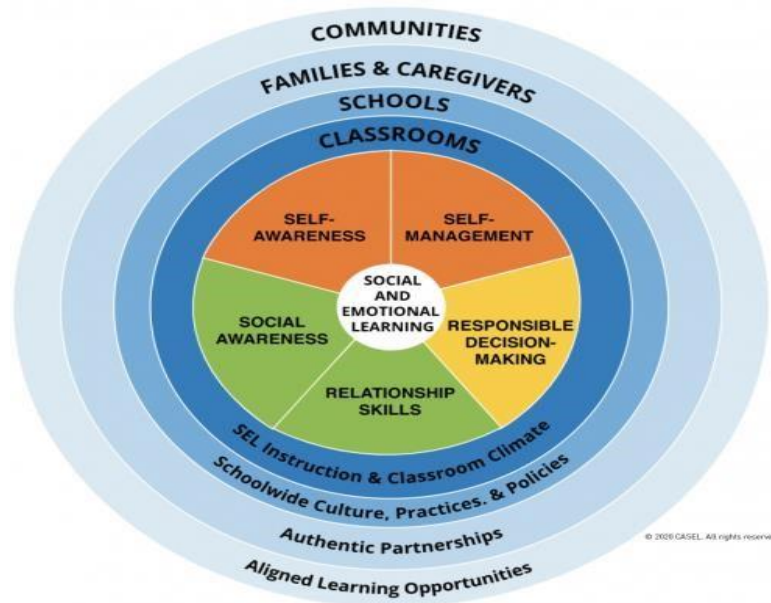 COMMUNITIES
FAMILIES & CAREGIVERS
SCHOOLS
CLASSROOMS
SELF-
AWARENESS
SELF-
MANAGEMENT
SOCIAL
AND
EMOTIONAL
LEARNING
SOCIAL
AWARENESS
RESPONSIBLE
DECISION-
MAKING
RELATIONSHIP
SKILLS
SEL Instruction & Classroom Climate
Schoolwide Culture, Practices. & Policies
Authentic Partnerships
Aligned Learning Opportunities
© 2020 CASEL. All rights reserve